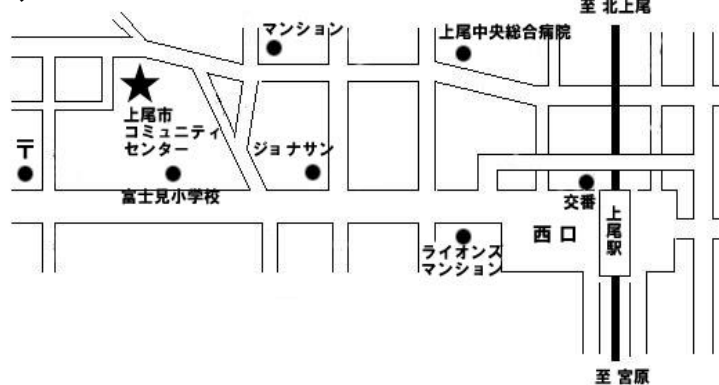 至 北上尾
マンション
上尾中央総合病院
上尾市
コミュニティ
センター
〒
ジョナサン
富士見小学校
交番
上尾駅
西口
ライオンズ
マンション
至 宮原